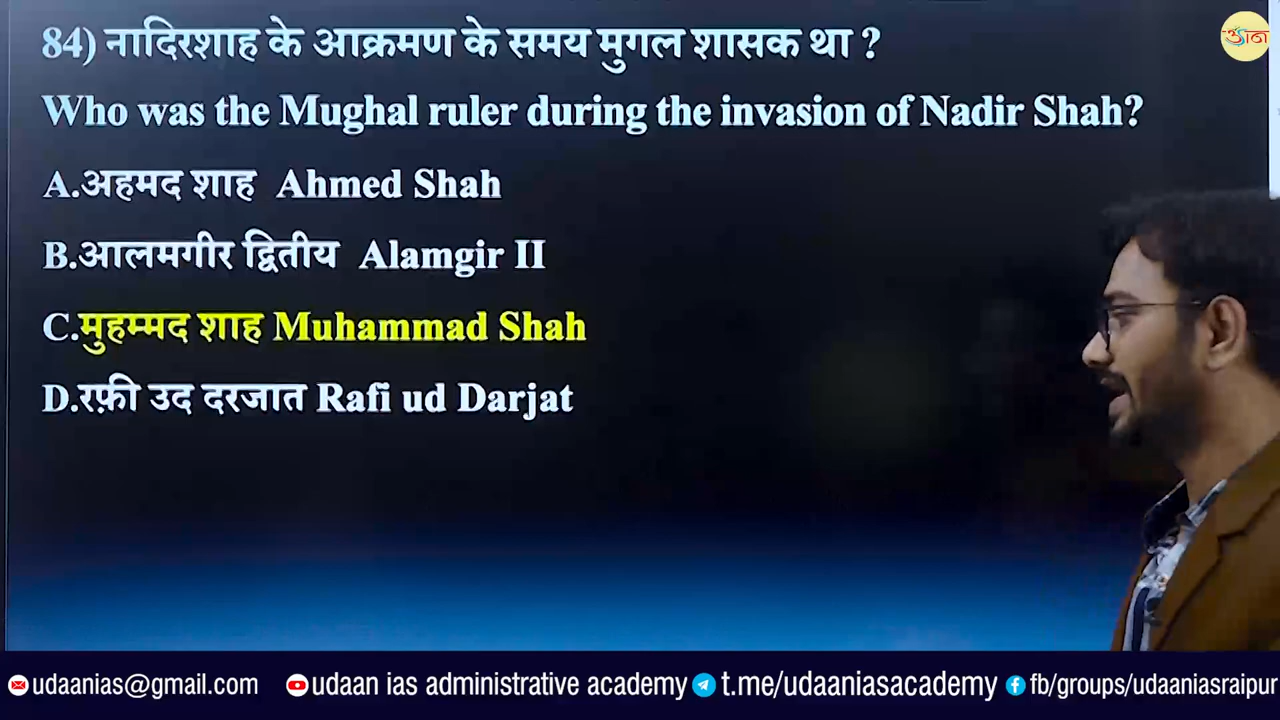 84) नादिरशाह के आक्रमण के समय मुगल शासक था ?
Who was the Mughal ruler during the invasion of Nadir Shah?
A.अहमद शाह Ahmed Shah
B.आलमगीर द्वितीय Alamgir II
C.मुहम्मद शाह Muhammad Shah
D.रफ़ी उद दरजात Rafi ud Darjat
उड़ान
udaanias@gmail.com udaan ias administrative academy t.me/udaaniasacademy fb/groups/udaaniasraipur